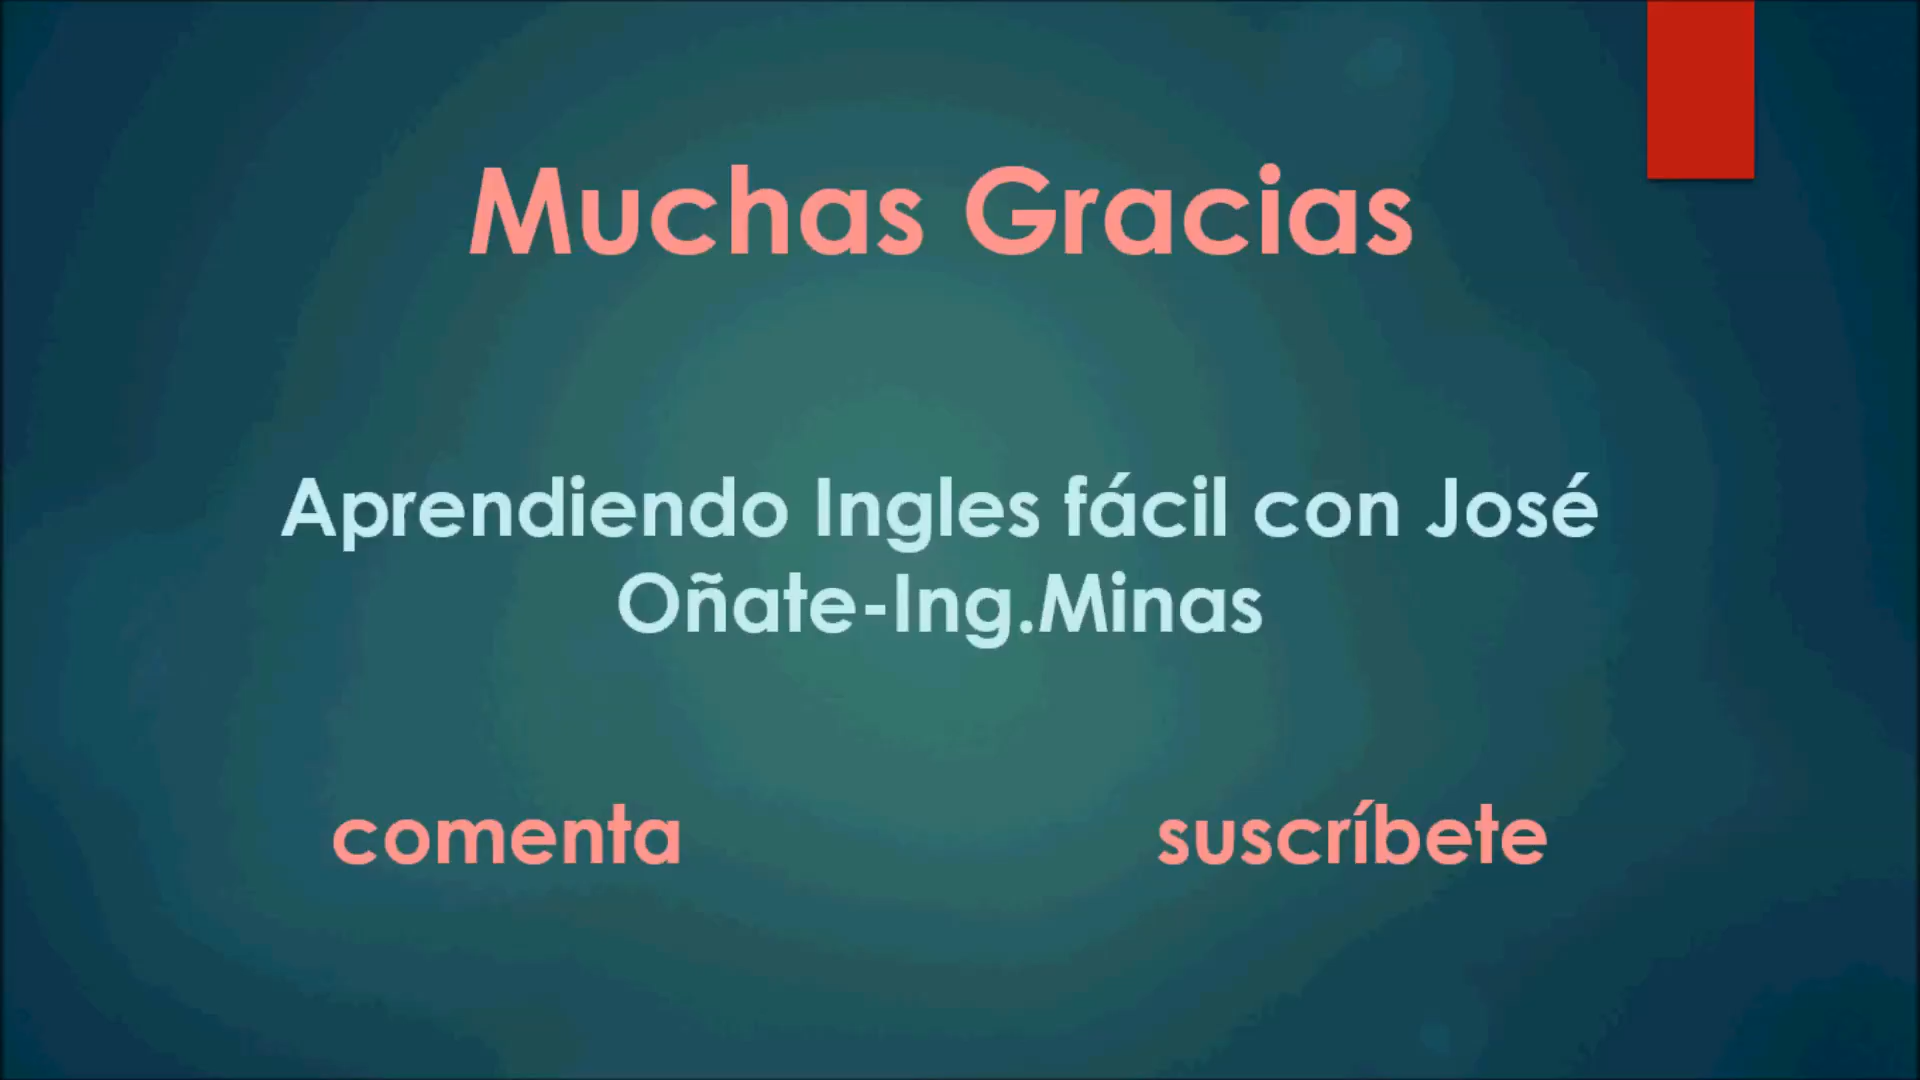 Muchas Gracias
Aprendiendo Ingles fácil con José
Oñate-Ing.Minas
comenta suscríbete